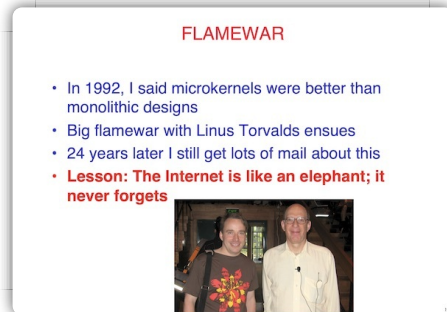 FLAMEWAR
• In 1992, I said microkernels were better than
monolithic designs
• Big flamewar with Linus Torvalds ensues
• 24 years later I still get lots of mail about this
• Lesson: The Internet is like an elephant; it
never forgets